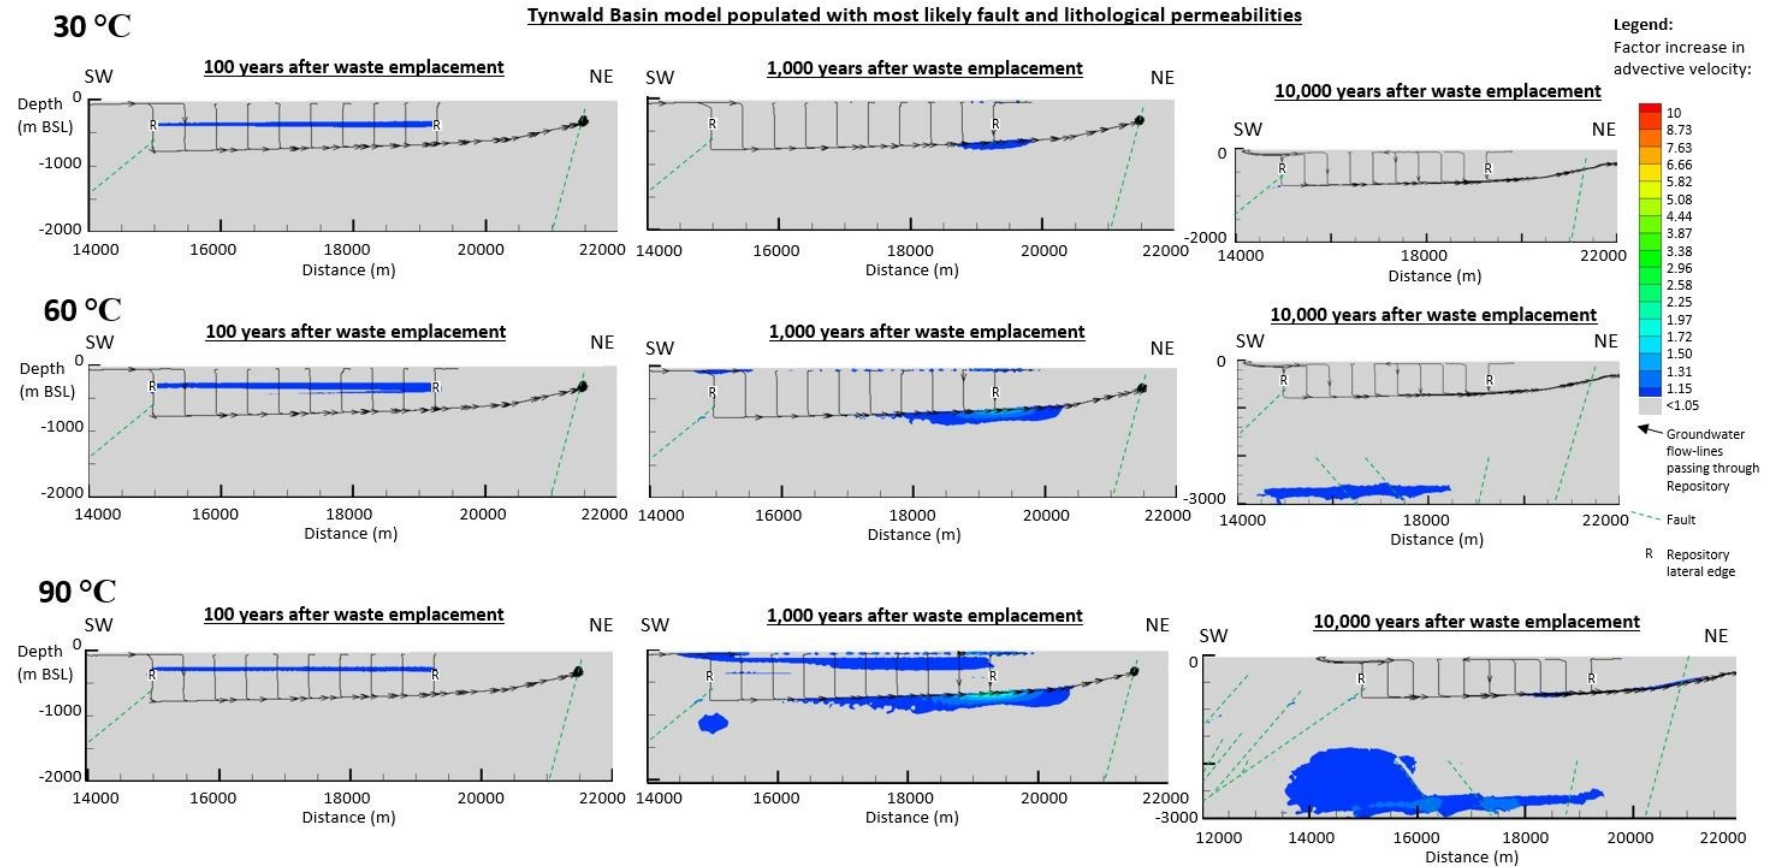 Tynwald Basin model populated with most likely fault and lithological permeabilities
30 °C
100 years after waste emplacement
SW
NE
Depth
(m BSL)
0
-1000
-2000
R
R
14000
16000
18000
20000
22000
Distance (m)
1,000 years after waste emplacement
SW
NE
R
R
14000
16000
18000
20000
22000
Distance (m)
10,000 years after waste emplacement
SW
NE
0
-2000
R
R
14000
18000
22000
Distance (m)
60 °C
100 years after waste emplacement
SW
NE
Depth
(m BSL)
0
-1000
-2000
R
R
14000
16000
18000
20000
22000
Distance (m)
1,000 years after waste emplacement
SW
NE
R
R
14000
16000
18000
20000
22000
Distance (m)
10,000 years after waste emplacement
SW
NE
0
-3000
R
R
14000
18000
22000
Distance (m)
90 °C
100 years after waste emplacement
SW
NE
Depth
(m BSL)
0
-1000
-2000
R
R
14000
16000
18000
20000
22000
Distance (m)
1,000 years after waste emplacement
SW
NE
R
R
14000
16000
18000
20000
22000
Distance (m)
10,000 years after waste emplacement
SW
NE
0
-3000
R
R
12000
14000
16000
18000
20000
22000
Distance (m)
Legend:
Factor increase in
advective velocity:
10
8.73
7.63
6.66
5.82
5.08
4.44
3.87
3.38
2.96
2.58
2.25
1.97
1.72
1.50
1.31
1.15
<1.05
Groundwater
flow-lines
passing through
Repository
Fault
R Repository
lateral edge